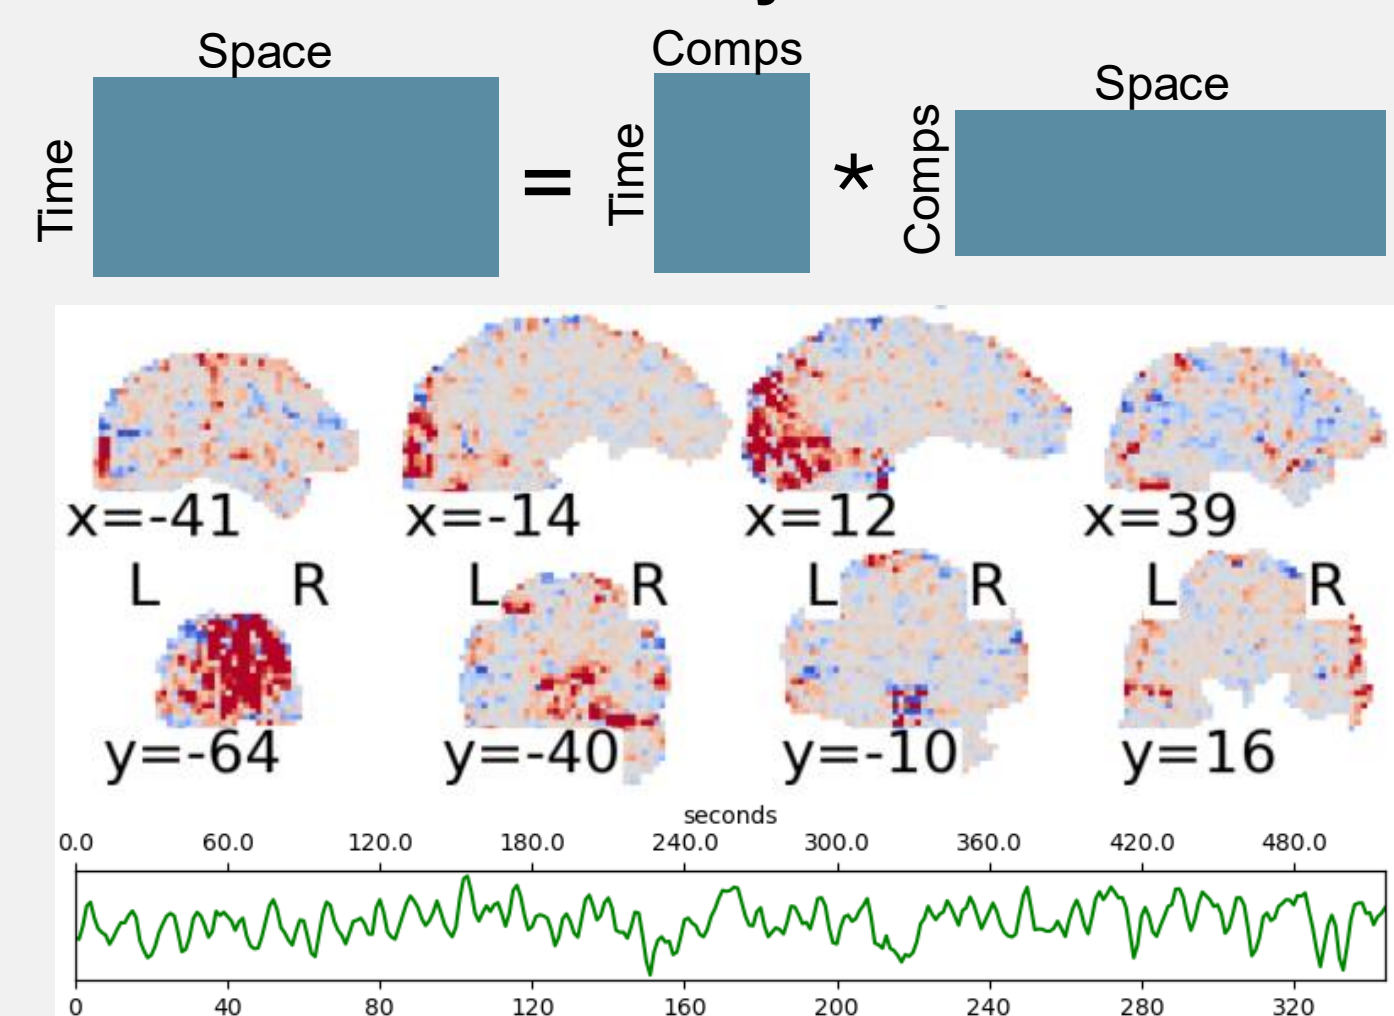 Space
Comps
Space
Time
=
Time
*
Comps
x=-41
x=-14
x=12
x=39
L R
L R
L R
L R
y=-64
y=-40
y=-10
y=16
seconds
0.0 60.0 120.0 180.0 240.0 300.0 360.0 420.0 480.0
0 40 80 120 160 200 240 280 320